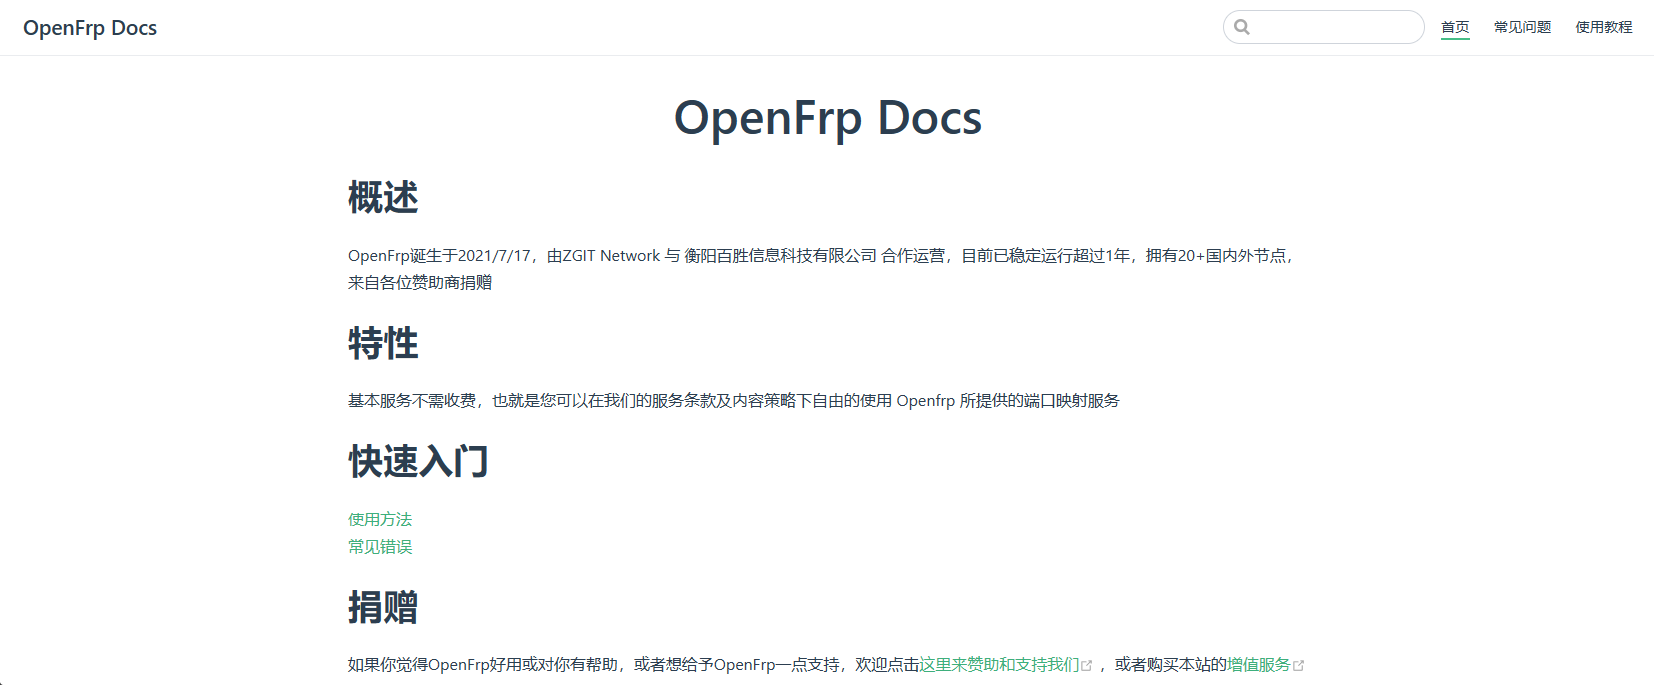 OpenFrp Docs
首页 常见问题 使用教程
OpenFrp Docs
概述
OpenFrp诞生于2021/7/17，由ZGIT Network 与 衡阳百胜信息科技有限公司 合作运营，目前已稳定运行超过1年，拥有20+国内外节点，
来自各位赞助商捐赠
特性
基本服务不需收费，也就是您可以在我们的服务条款及内容策略下自由的使用 Openfrp 所提供的端口映射服务
快速入门
使用方法
常见错误
捐赠
如果你觉得OpenFrp好用或对你有帮助，或者想给予OpenFrp一点支持，欢迎点击这里来赞助和支持我们 ，或者购买本站的增值服务